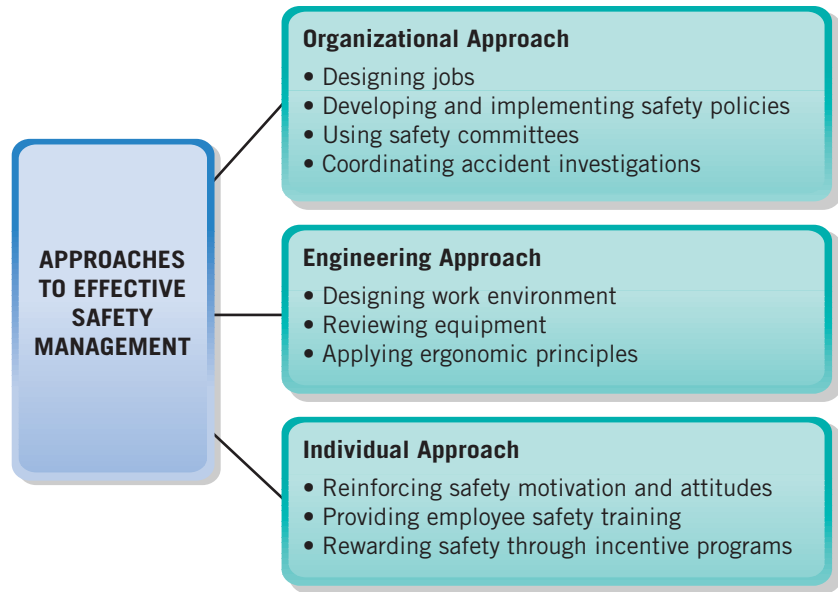 APPROACHES
TO EFFECTIVE
SAFETY
MANAGEMENT
Organizational Approach
• Designing jobs
• Developing and implementing safety policies
• Using safety committees
• Coordinating accident investigations
Engineering Approach
• Designing work environment
• Reviewing equipment
• Applying ergonomic principles
Individual Approach
• Reinforcing safety motivation and attitudes
• Providing employee safety training
• Rewarding safety through incentive programs